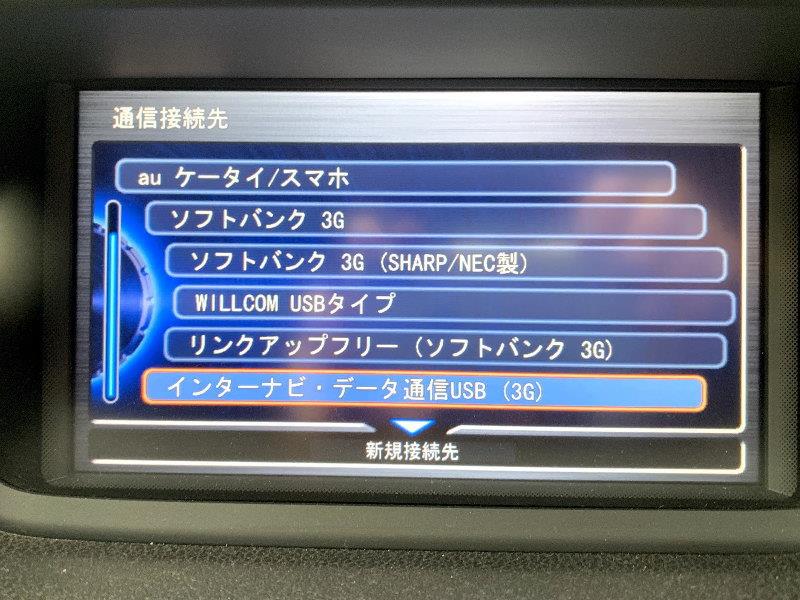 通信接続先
au ケータイ/スマホ
ソフトバンク 3G
ソフトバンク 3G (SHARP/NEC製)
WILLCOM USBタイプ
リンクアップフリー (ソフトバンク 3G)
インターナビ・データ通信USB (3G)
新規接続先